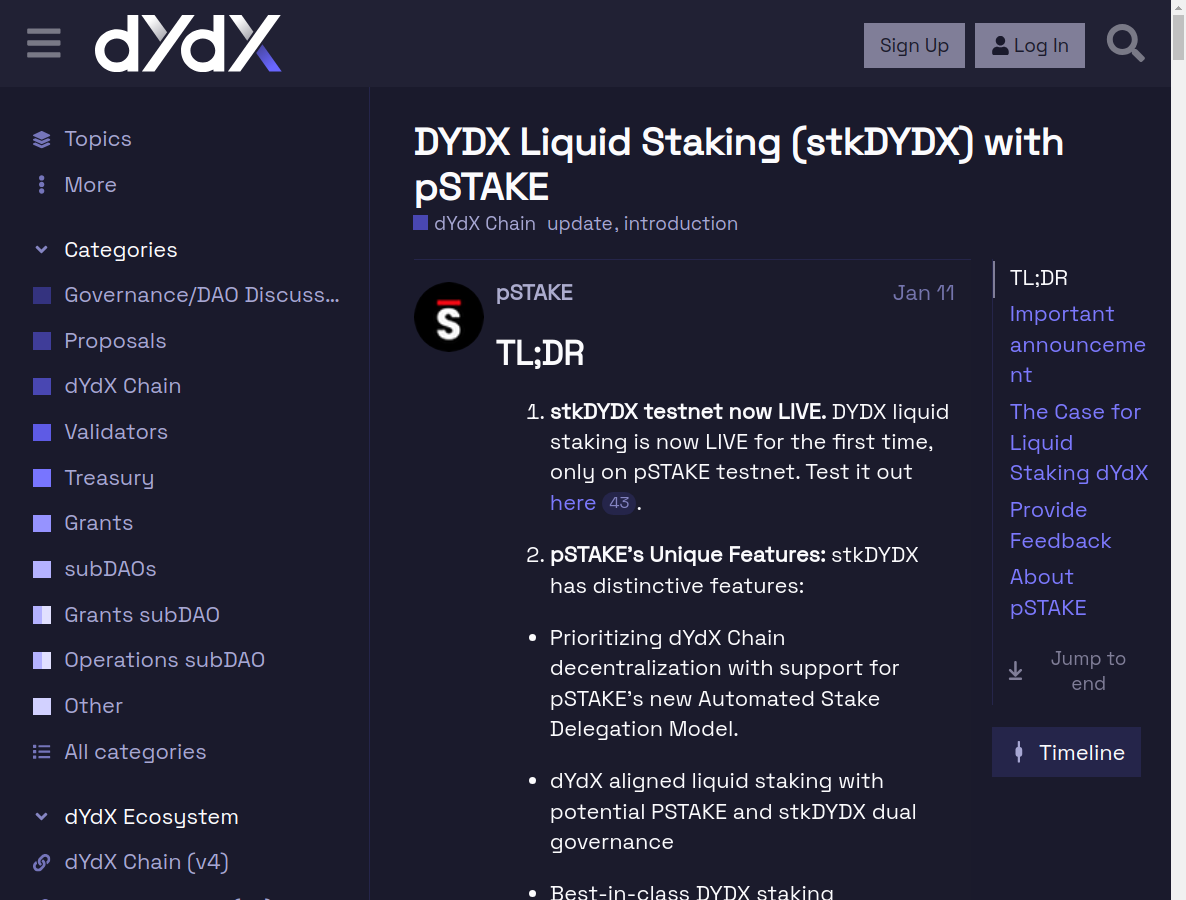 dYdX
Sign Up
Log In
Topics
More
Categories
Governance/DAO Discuss...
Proposals
dYdX Chain
Validators
Treasury
Grants
subDAOs
Grants subDAO
Operations subDAO
Other
All categories
dYdX Ecosystem
dYdX Chain (v4)
DYDX Liquid Staking (stkDYDX) with
pSTAKE
dYdX Chain update, introduction
pSTAKE Jan 11
TL;DR
1. stkDYDX testnet now LIVE. DYDX liquid
staking is now LIVE for the first time,
only on pSTAKE testnet. Test it out
here 43.
2. pSTAKE's Unique Features: stkDYDX
has distinctive features:
• Prioritizing dYdX Chain
decentralization with support for
pSTAKE's new Automated Stake
Delegation Model.
• dYdX aligned liquid staking with
potential PSTAKE and stkDYDX dual
governance
• Best-in-class DYDX staking
TL;DR
Important
announceme
nt
The Case for
Liquid
Staking dYdX
Provide
Feedback
About
pSTAKE
Jump to
end
Timeline